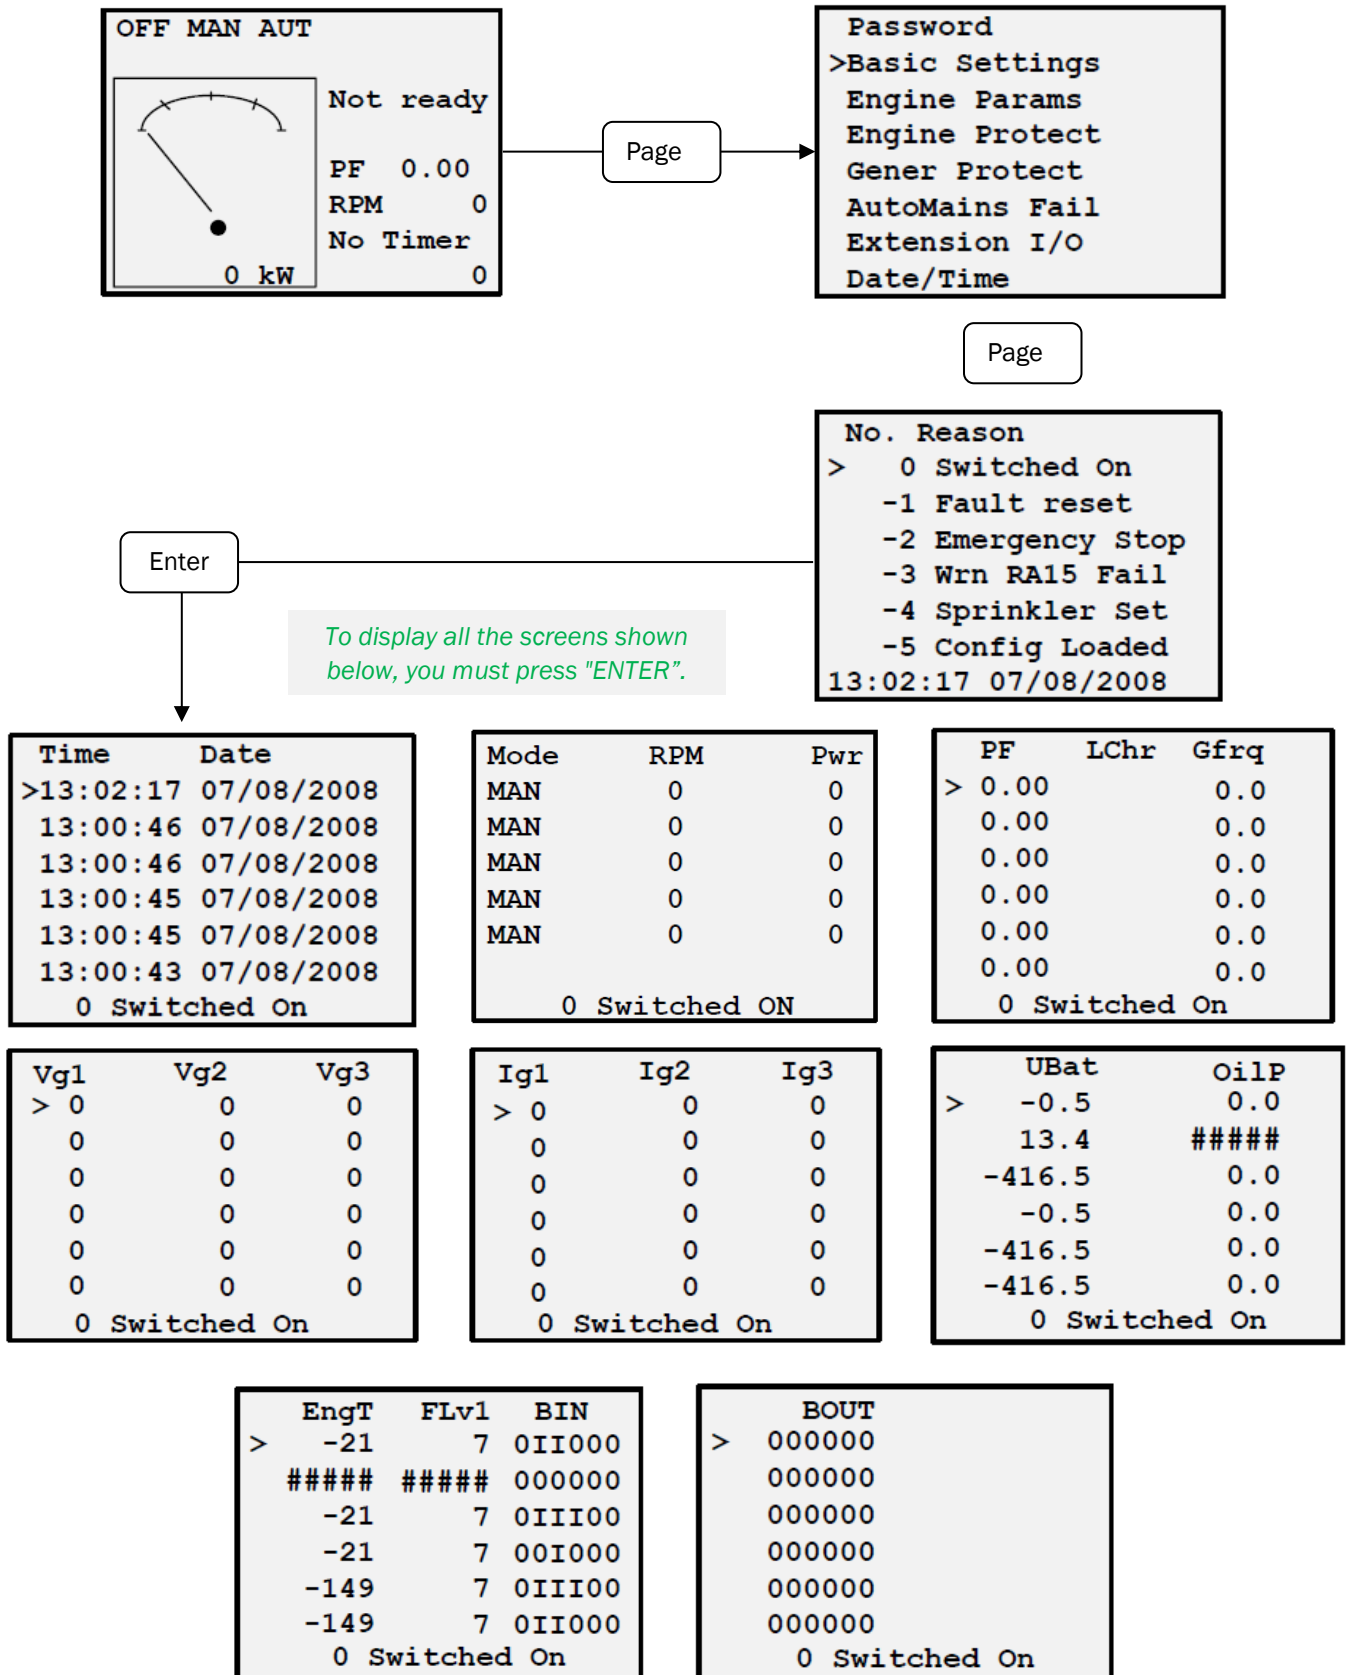 OFF MAN AUT
Not ready
PF 0.00
RPM 0
No Timer
0 kW 0
Page
Password
>Basic Settings
Engine Params
Engine Protect
Gener Protect
AutoMains Fail
Extension I/O
Date/Time
Page
No. Reason
> 0 Switched On
-1 Fault reset
-2 Emergency Stop
-3 Wrn RA15 Fail
-4 Sprinkler Set
-5 Config Loaded
13:02:17 07/08/2008
Enter
To display all the screens shown
below, you must press "ENTER”.
Time Date
>13:02:17 07/08/2008
13:00:46 07/08/2008
13:00:46 07/08/2008
13:00:45 07/08/2008
13:00:45 07/08/2008
13:00:43 07/08/2008
0 Switched On
Mode RPM Pwr
MAN 0 0
MAN 0 0
MAN 0 0
MAN 0 0
MAN 0 0
0 Switched ON
PF LChr Gfrq
> 0.00 0.0
0.00 0.0
0.00 0.0
0.00 0.0
0.00 0.0
0.00 0.0
0 Switched On
Vg1 Vg2 Vg3
> 0 0 0
0 0 0
0 0 0
0 0 0
0 0 0
0 0 0
0 Switched On
Ig1 Ig2 Ig3
> 0 0 0
0 0 0
0 0 0
0 0 0
0 0 0
0 0 0
0 Switched On
UBat OilP
> -0.5 0.0
13.4 #####
-416.5 0.0
-0.5 0.0
-416.5 0.0
-416.5 0.0
0 Switched On
EngT FLv1 BIN
> -21 7 0II000
##### ##### 000000
-21 7 0III00
-21 7 00I000
-149 7 0III00
-149 7 0II000
0 Switched On
BOUT
> 000000
000000
000000
000000
000000
000000
0 Switched On